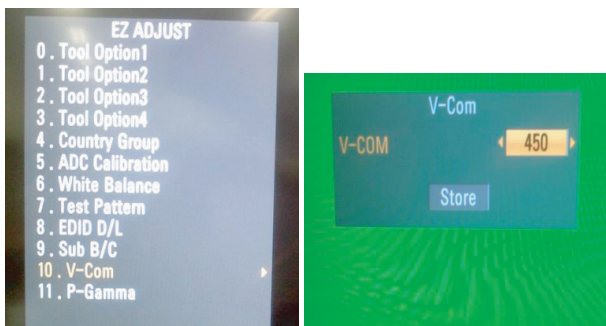 EZ ADJUST
0 . Tool Option1
1 . Tool Option2
2 . Tool Option3
3 . Tool Option4
4 . Country Group
5 . ADC Calibration
6 . White Balance
7 . Test Pattern
8 . EDID D/L
9 . Sub B/C
10 . V-Com
11 . P-Gamma
V-Com
V-COM 450
Store